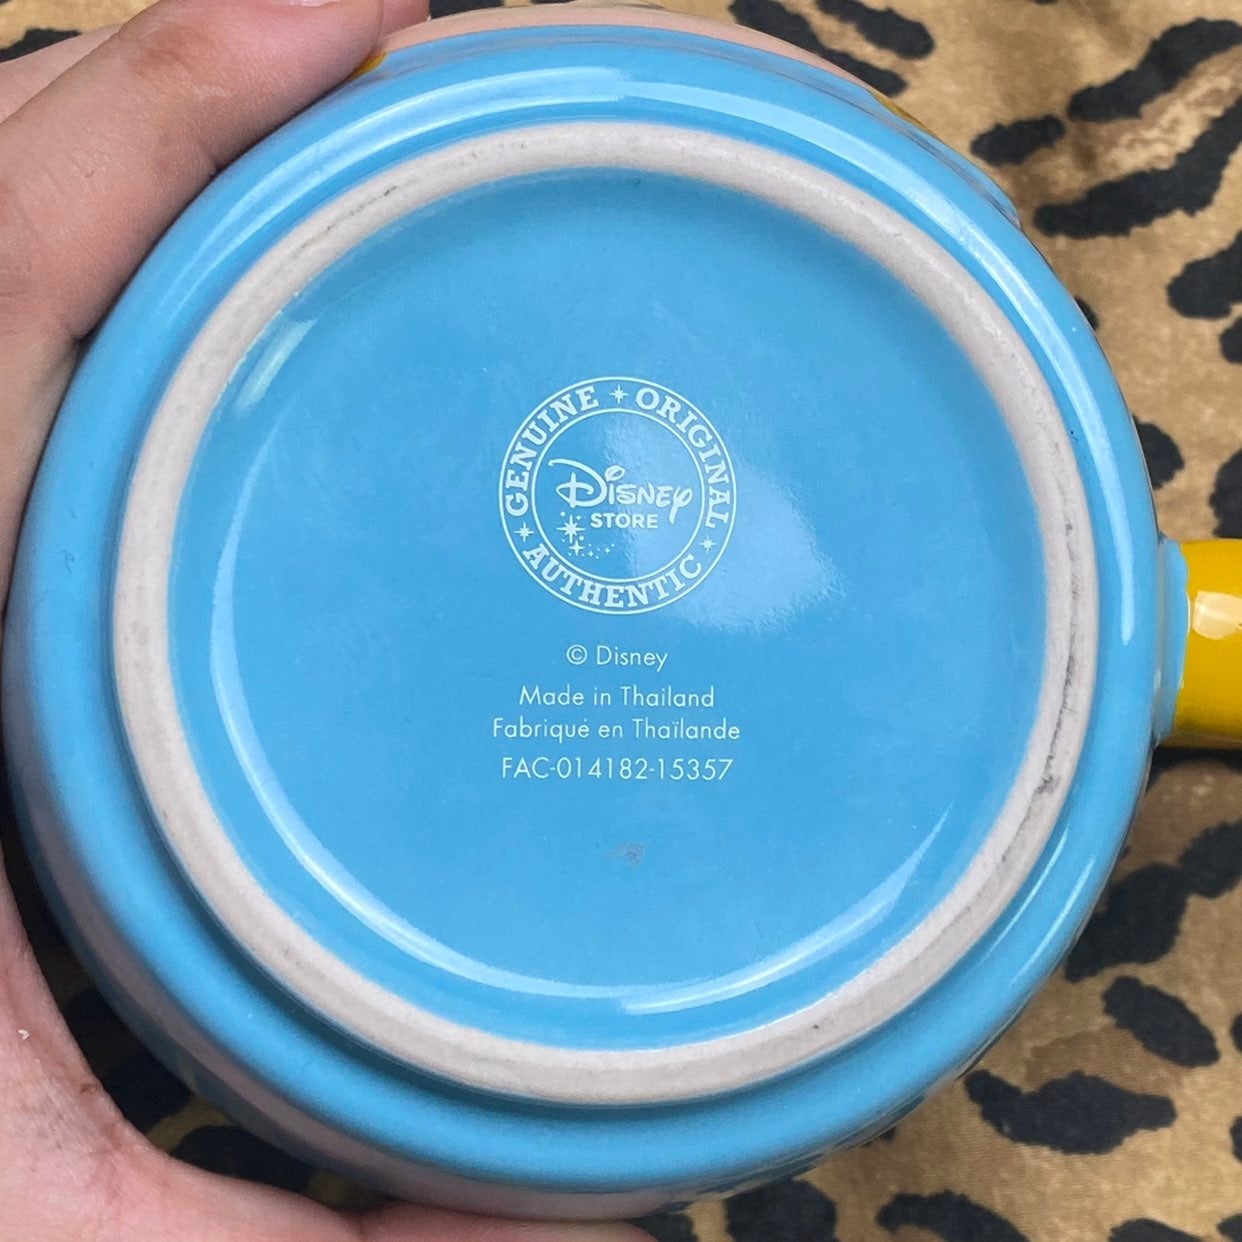 GENUINE ORIGINAL AUTHENTIC
Disney
STORE
© Disney
Made in Thailand
Fabriqué en Thaïlande
FAC-014182-15357